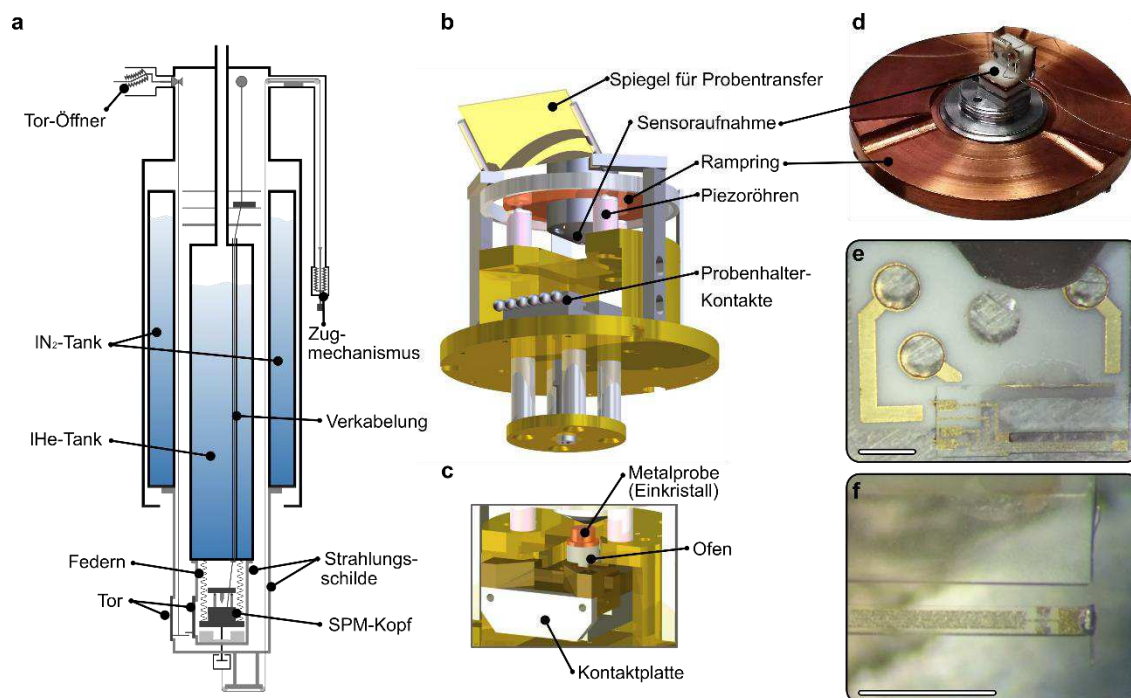 a
Tor-Öffner
lN₂-Tank
lHe-Tank
Federn
Tor
Zug-
mechanismus
Verkabelung
Strahlungs-
schilde
SPM-Kopf
b
Spiegel für Probentransfer
Sensoraufnahme
Rampring
Piezoröhren
Probenhalter-
Kontakte
c
Metalprobe
(Einkristall)
Ofen
Kontaktplatte
d
e
f